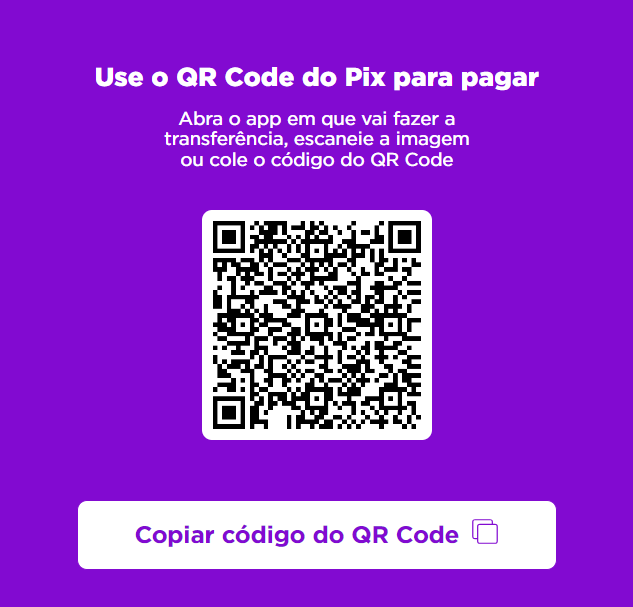 Use o QR Code do Pix para pagar
Abra o app em que vai fazer a
transferência, escaneie a imagem
ou cole o código do QR Code
Copiar código do QR Code